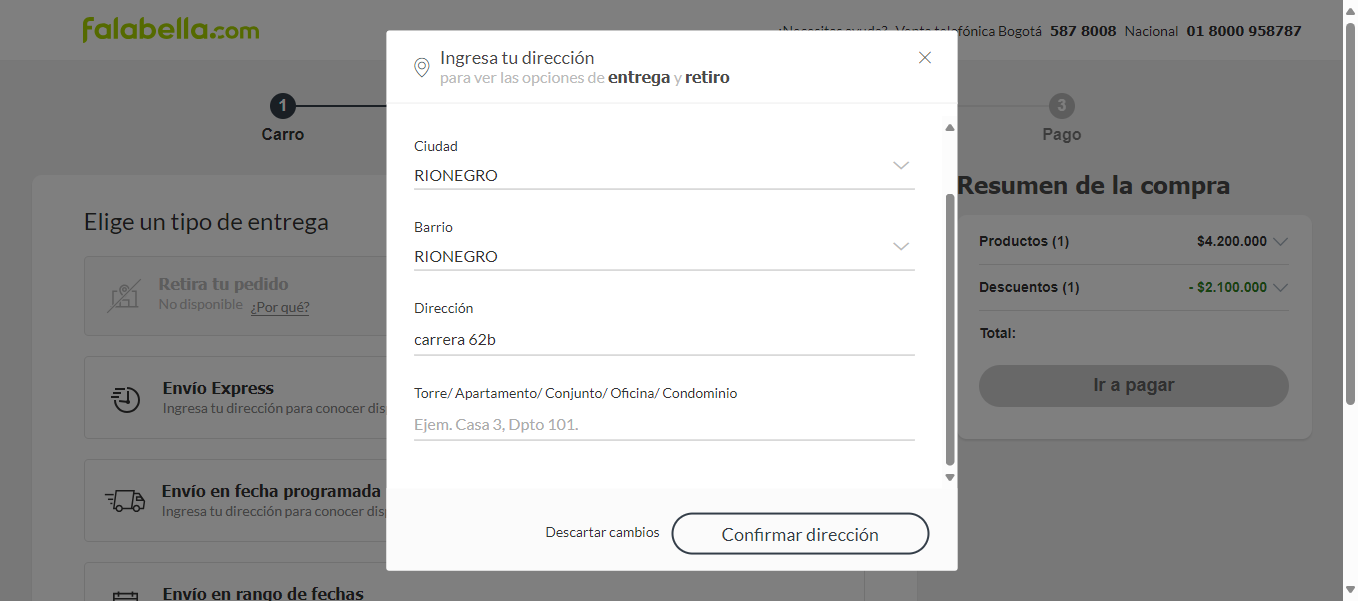 falabella.com
Venta telefónica Bogotá 587 8008 Nacional 01 8000 958787
1
Carro
3
Pago
Ingresa tu dirección
para ver las opciones de entrega y retiro
Ciudad
RIONEGRO
Barrio
RIONEGRO
Dirección
carrera 62b
Torre/ Apartamento/ Conjunto/ Oficina/ Condominio
Ejem. Casa 3, Dpto 101.
Descartar cambios
Confirmar dirección
Elige un tipo de entrega
Retira tu pedido
No disponible ¿Por qué?
Envío Express
Ingresa tu dirección para conocer dis
Envío en fecha programada
Ingresa tu dirección para conocer dis
Envío en rango de fechas
Resumen de la compra
Productos (1) $4.200.000
Descuentos (1) - $2.100.000
Total:
Ir a pagar